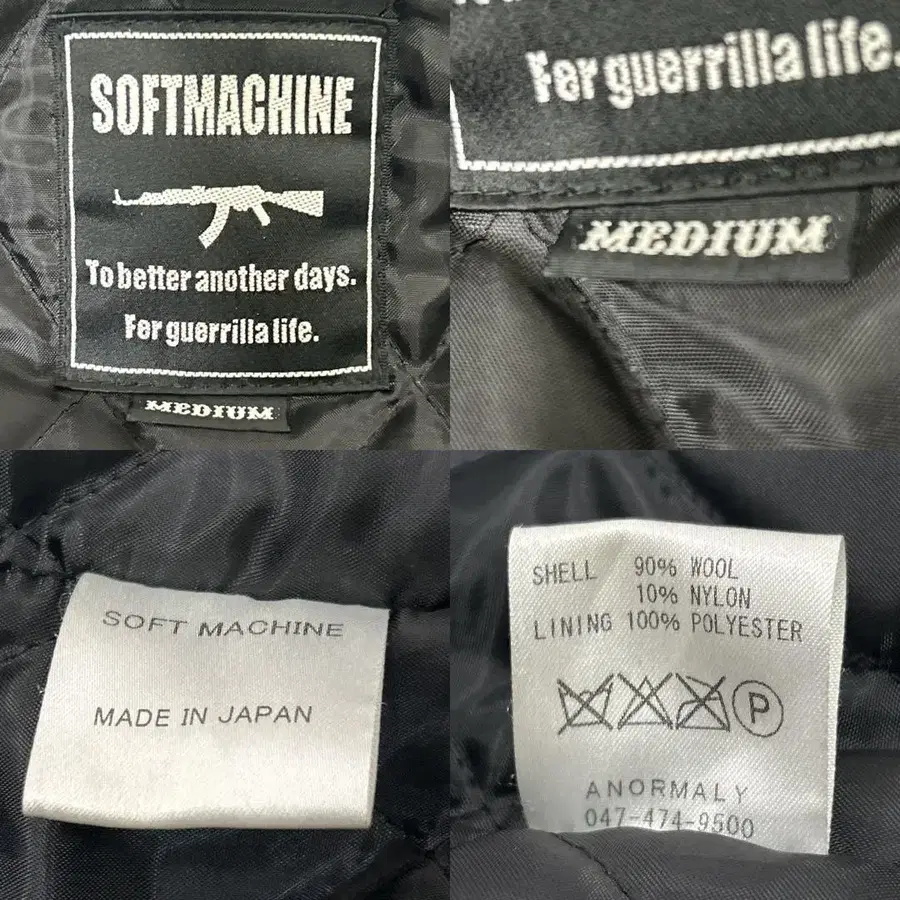 SOFTMACHINE
To better another days.
Fer guerrilla life.
MEDIUM
Fer guerrilla life.
MEDIUM
SOFT MACHINE
MADE IN JAPAN
SHELL 90% WOOL
10% NYLON
LINING 100% POLYESTER
P
ANORMALY
047-474-9500